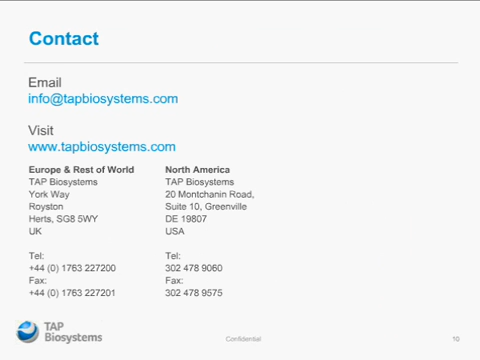 Contact
Email
info@tapbiosystems.com
Visit
www.tapbiosystems.com
Europe & Rest of World
TAP Biosystems
York Way
Royston
Herts, SG8 5WY
UK
Tel:
+44 (0) 1763 227200
Fax:
+44 (0) 1763 227201
North America
TAP Biosystems
20 Montchanin Road,
Suite 10, Greenville
DE 19807
USA
Tel:
302 478 9060
Fax:
302 478 9575
TAP
Biosystems
Confidential
10